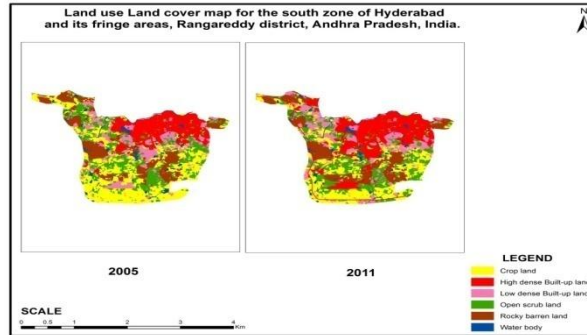 Land use Land cover map for the south zone of Hyderabad
and its fringe areas, Rangareddy district, Andhra Pradesh, India.
N
2005
2011
LEGEND
Crop land
High dense Built-up land
Low dense Built-up land
Open scrub land
Rocky barren land
Water body
SCALE
0 0.5 1 2 3 4
Km